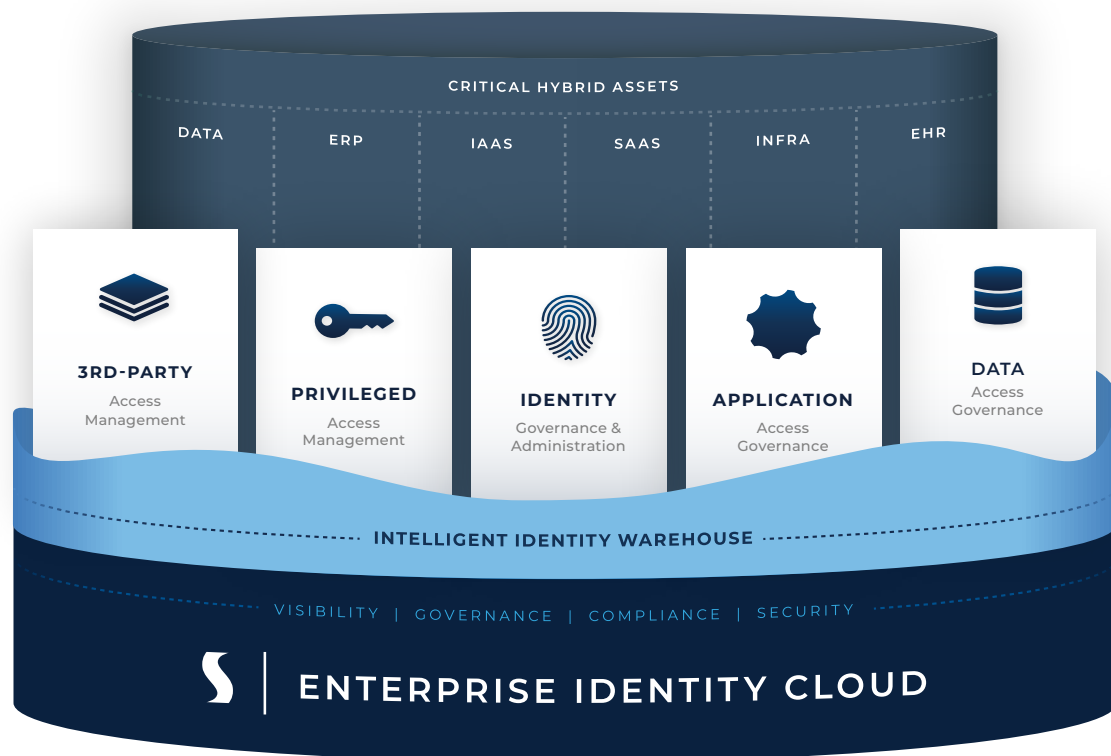 CRITICAL HYBRID ASSETS
DATA
ERP
IAAS
SAAS
INFRA
EHR
3RD-PARTY
Access
Management
PRIVILEGED
Access
Management
IDENTITY
Governance &
Administration
APPLICATION
Access
Governance
DATA
Access
Governance
INTELLIGENT IDENTITY WAREHOUSE
VISIBILITY | GOVERNANCE | COMPLIANCE | SECURITY
S | ENTERPRISE IDENTITY CLOUD